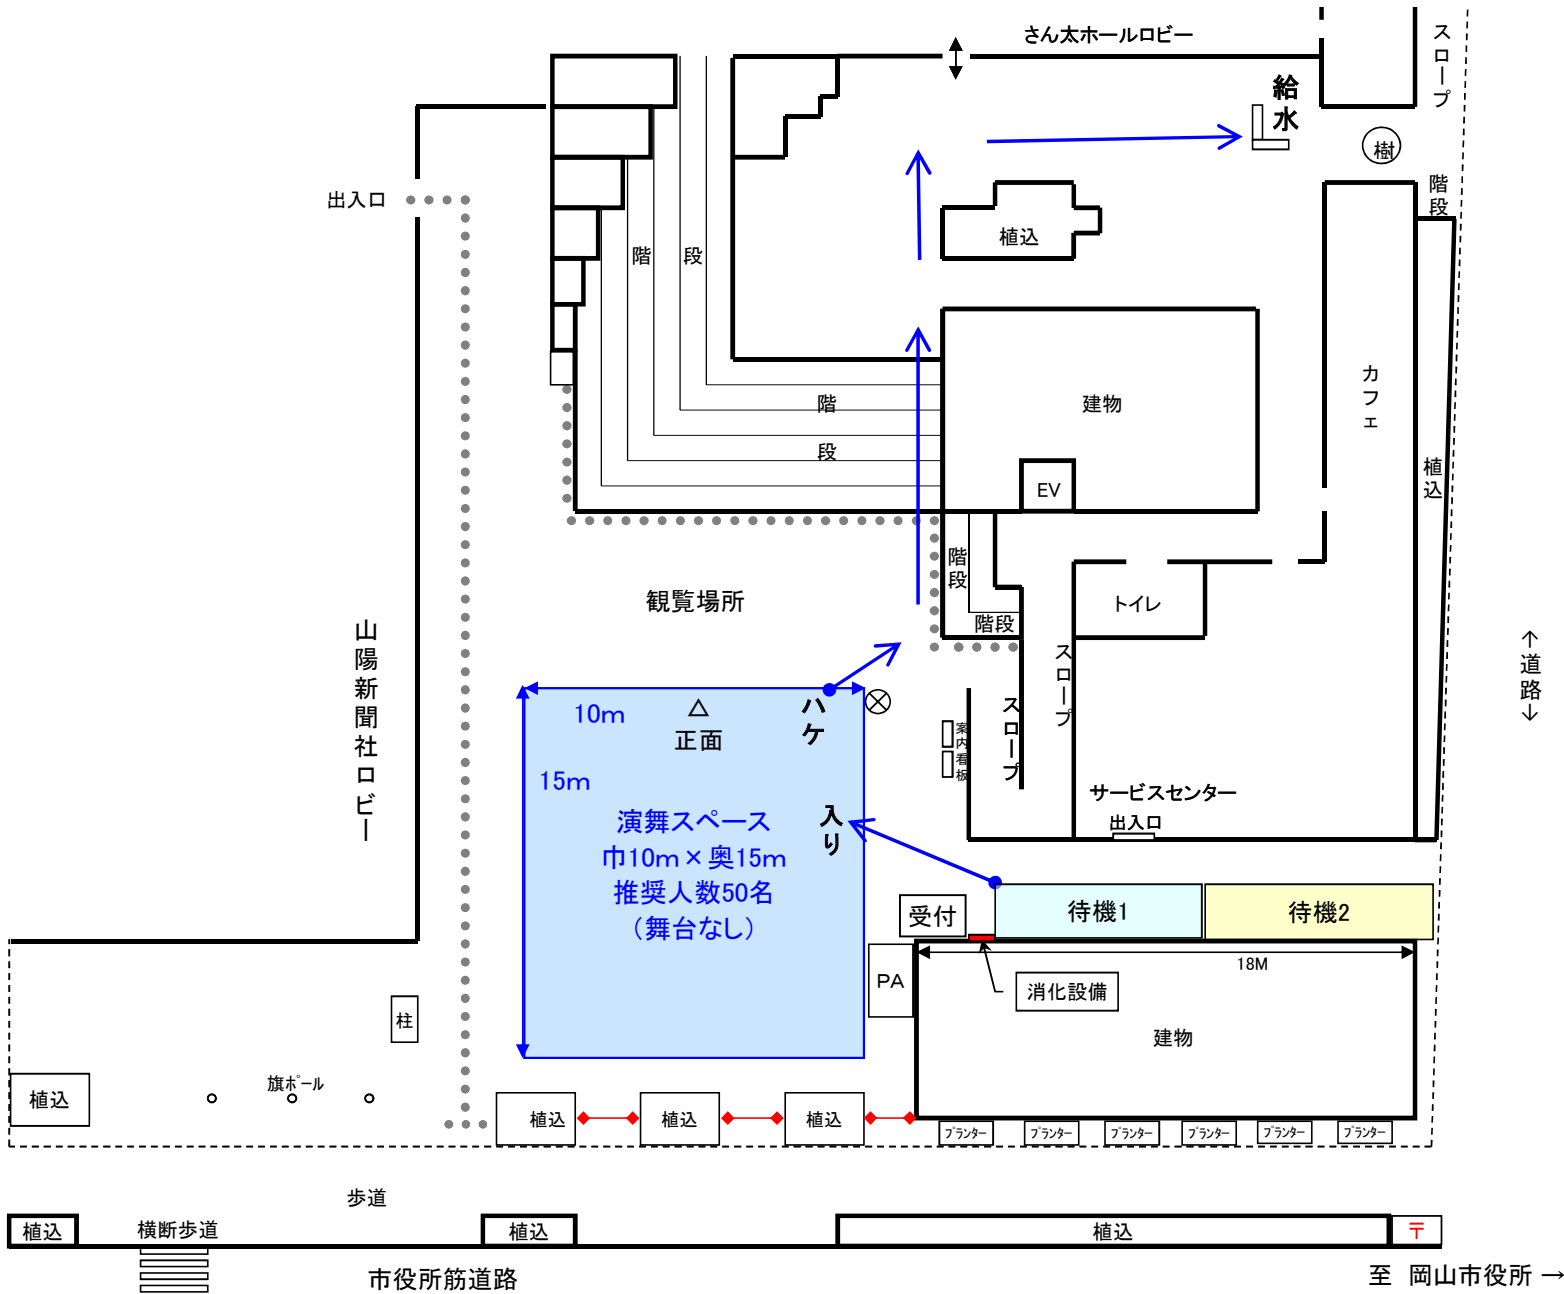 さん太ホールロビー
スロープ
給水
樹
階段
出入口
植込
階
段
カフェ
階
建物
段
植込
EV
階段
観覧場所
トイレ
階段
山陽新聞社ロビー
スロープ
↑道路↓
スロープ
10m
△
ハケ
正面
案内看板
15m
サービスセンター
入り
演舞スペース
出入口
巾10m×奥15m
推奨人数50名
受付
待機1
待機2
（舞台なし）
18M
PA
消化設備
柱
建物
旗ポール
植込
植込
植込
植込
プランター
プランター
プランター
プランター
プランター
プランター
歩道
植込
横断歩道
植込
植込
〒
市役所筋道路
至 岡山市役所→